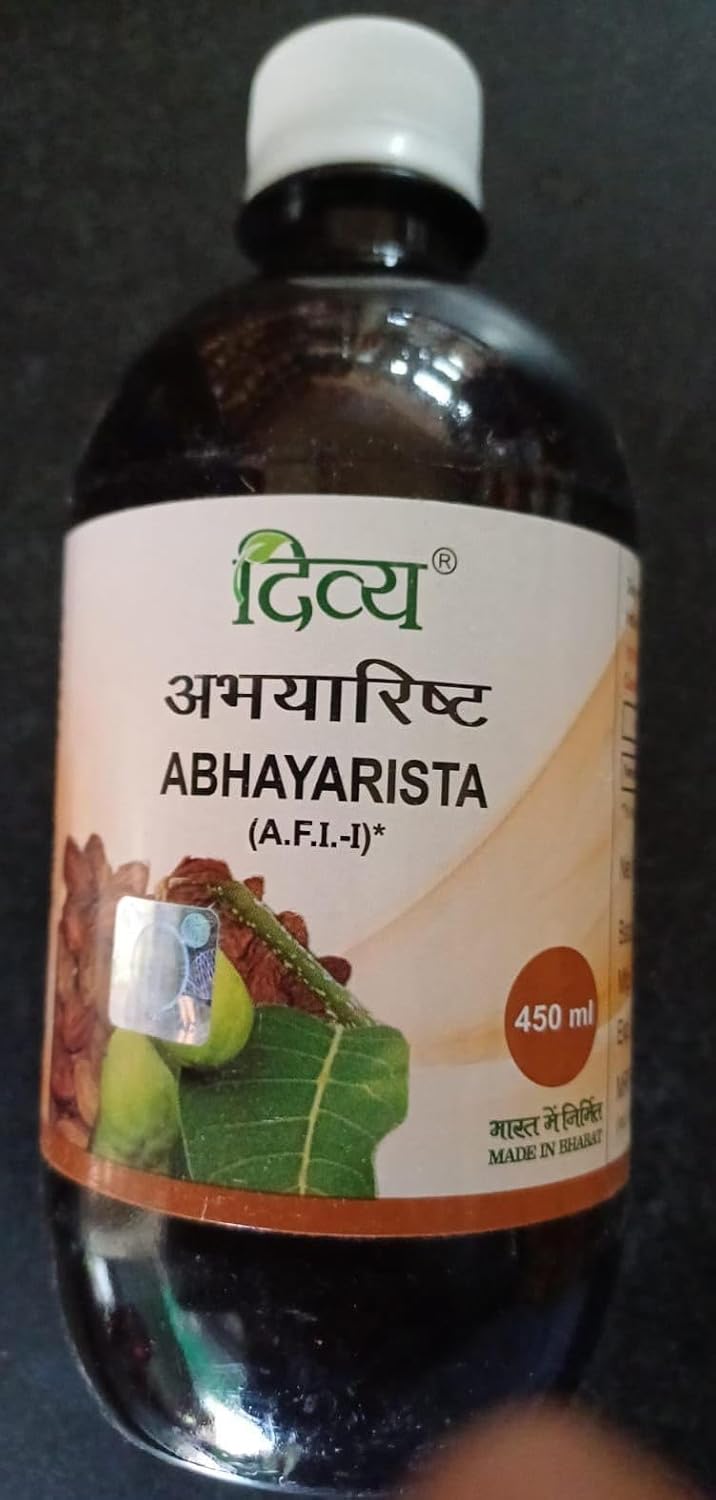 दिव्य®
अभयारिष्ट
ABHAYARISTA
(A.F.I.-I)*
450 ml
भारत में निर्मित
MADE IN BHARAT